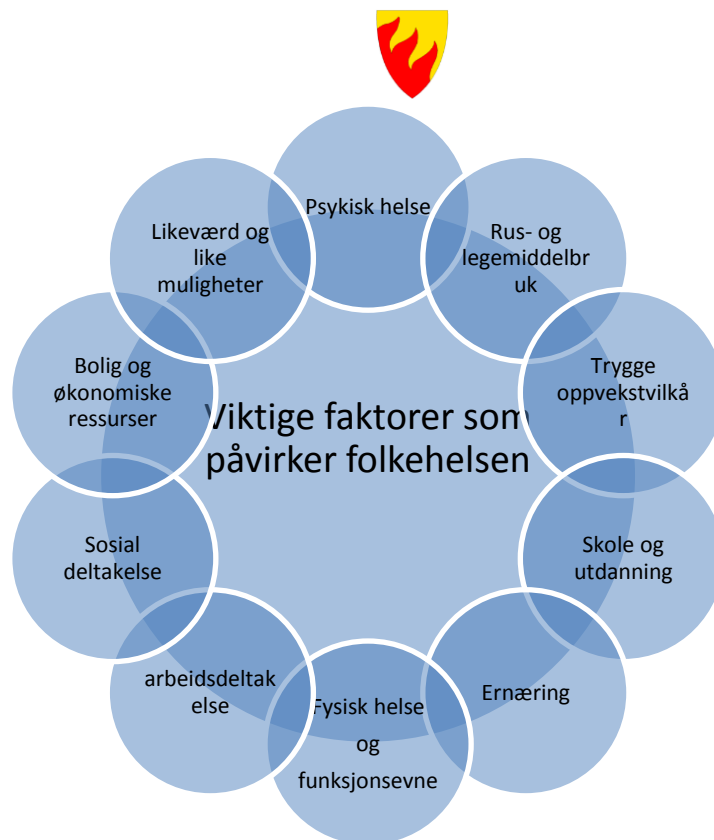 Psykisk helse
Rus- og
legemiddelbr
uk
Trygge
oppvekstvilkå
r
Skole og
utdanning
Ernæring
Fysisk helse
og
funksjonsevne
arbeidsdeltak
else
Sosial
deltakelse
Bolig og
økonomiske
ressurser
Likeværd og
like
muligheter
Viktige faktorer som
påvirker folkehelsen